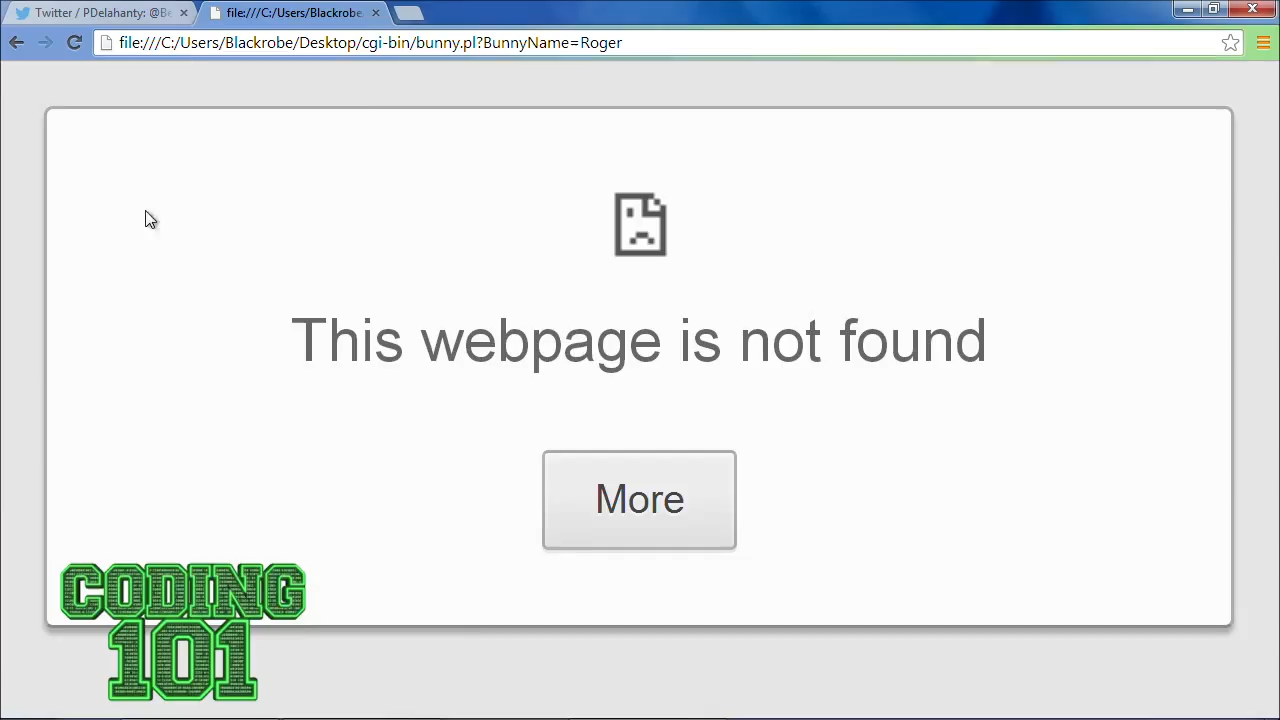 Twitter / PDelahanty: @Be
file:///C:/Users/Blackrobe
file:///C:/Users/Blackrobe/Desktop/cgi-bin/bunny.pl?BunnyName=Roger
This webpage is not found
More
CODING
101